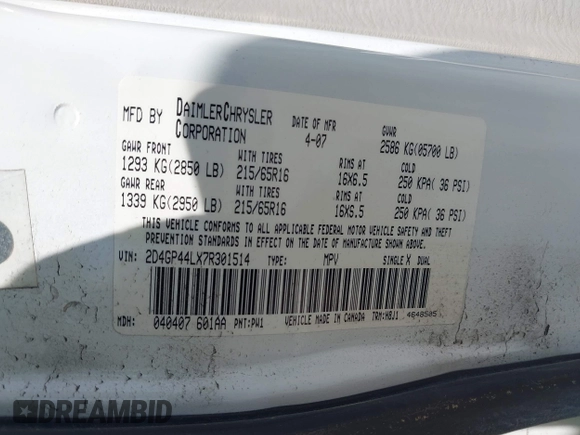 MFD BY DAIMLERCHRYSLER CORPORATION DATE OF MFR 4-07 GVWR 2586 KG(05700 LB)
GAWR FRONT WITH TIRES RIMS AT COLD
1293 KG(2850 LB) 215/65R16 16X6.5 250 KPA( 36 PSI)
GAWR REAR WITH TIRES RIMS AT COLD
1339 KG(2950 LB) 215/65R16 16X6.5 250 KPA( 36 PSI)
THIS VEHICLE CONFORMS TO ALL APPLICABLE FEDERAL MOTOR VEHICLE SAFETY AND THEFT
PREVENTION STANDARDS IN EFFECT ON THE DATE OF MANUFACTURE SHOWN ABOVE.
VIN: 2D4GP44LX7R301514 TYPE: MPV SINGLE X DUAL
MDH: 040407 601AA PNT:PW1 VEHICLE MADE IN CANADA TRM:H8J1 4648505
DREAMBID